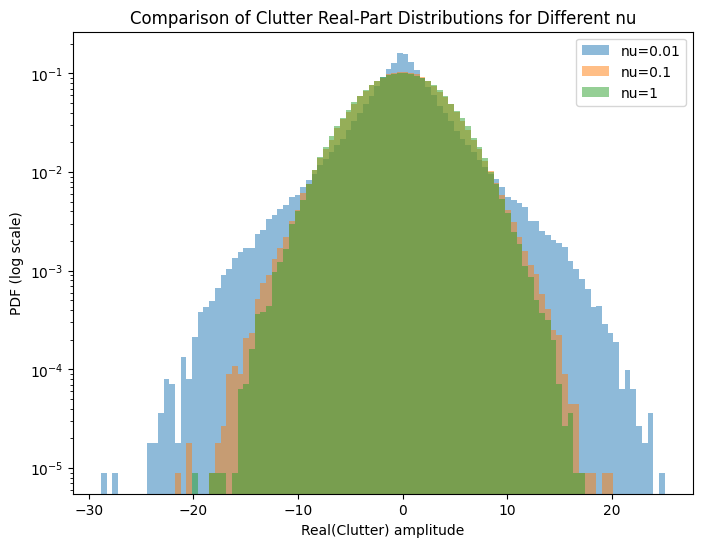 Comparison of Clutter Real-Part Distributions for Different nu
nu=0.01
nu=0.1
nu=1
PDF (log scale)
10⁻¹
10⁻²
10⁻³
10⁻⁴
10⁻⁵
−30 −20 −10 0 10 20
Real(Clutter) amplitude